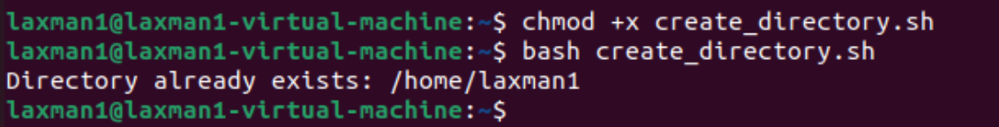 laxman1@laxman1-virtual-machine:~$ chmod +x create_directory.sh
laxman1@laxman1-virtual-machine:~$ bash create_directory.sh
Directory already exists: /home/laxman1
laxman1@laxman1-virtual-machine:~$